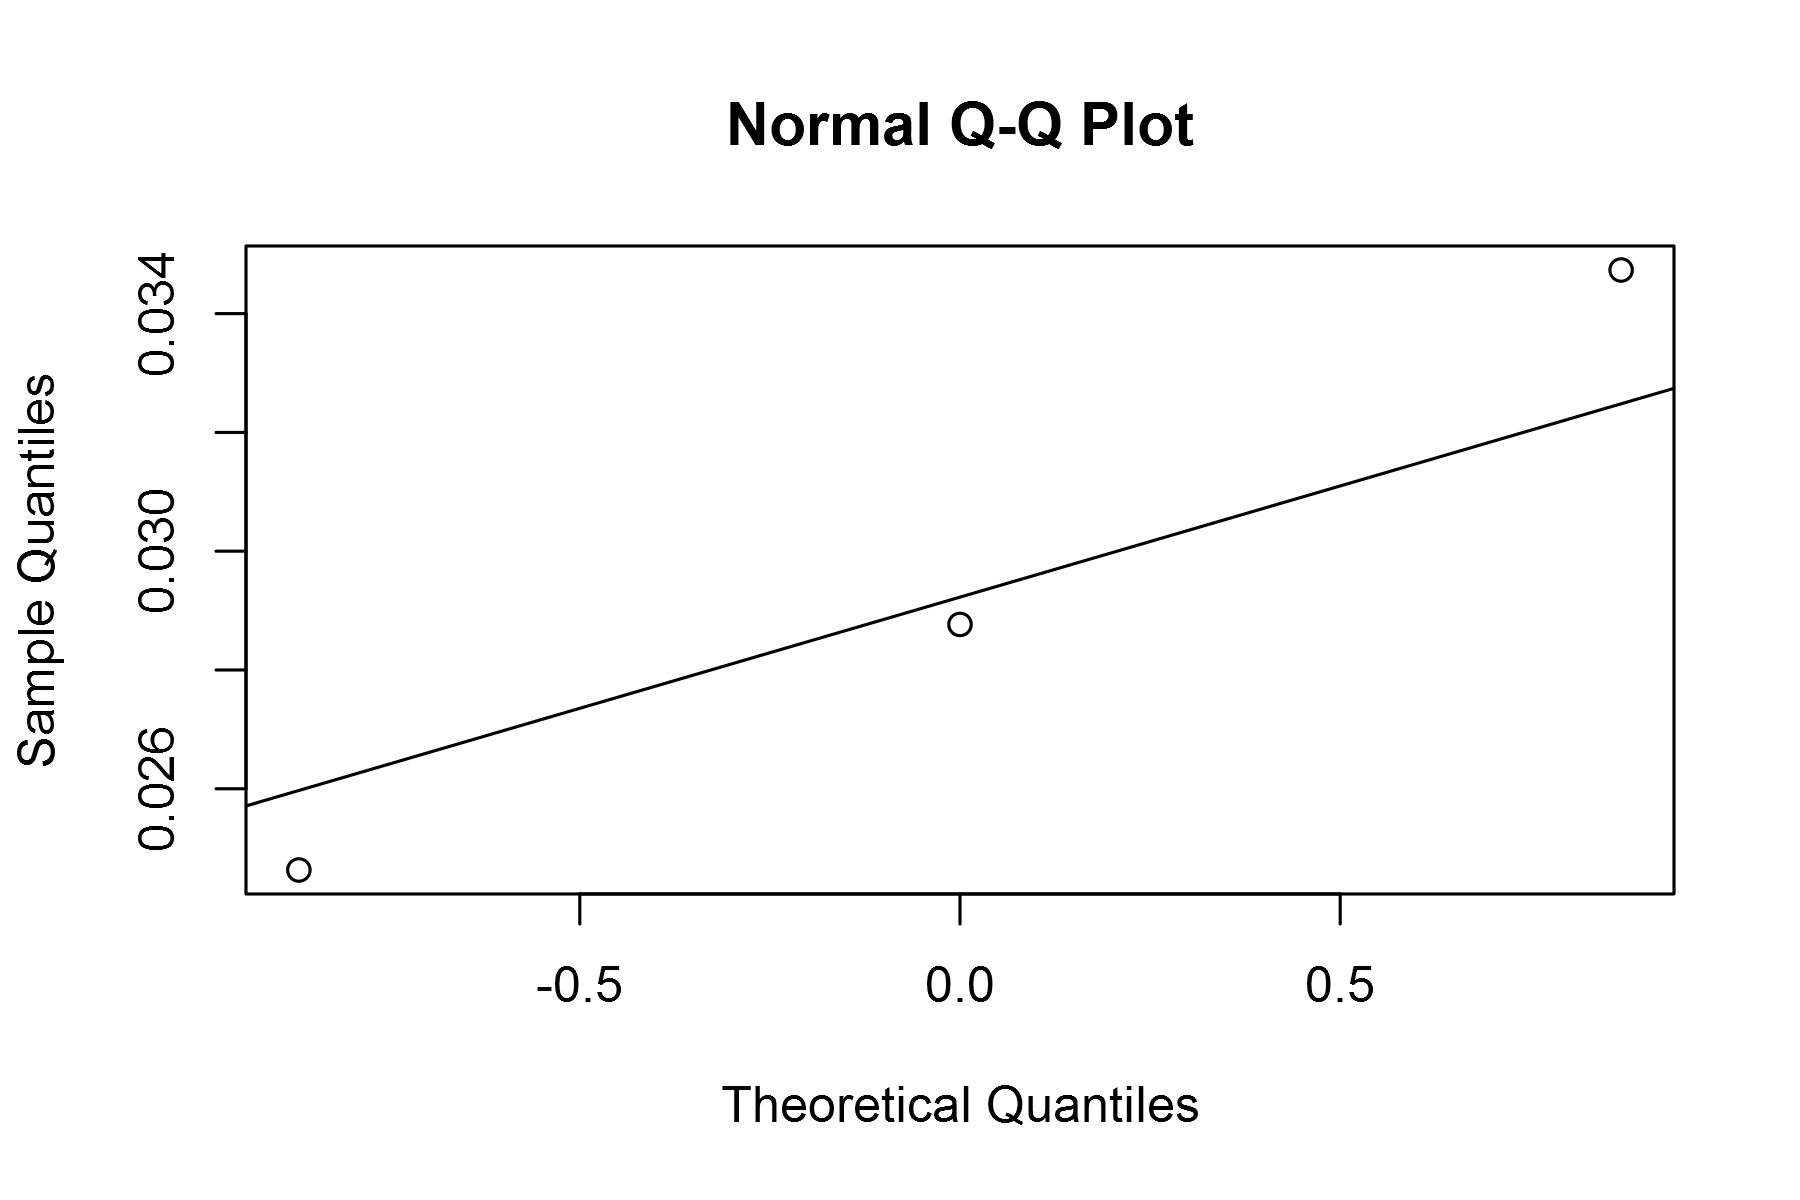 Normal Q-Q Plot
Sample Quantiles
0.034
0.030
0.026
-0.5 0.0 0.5
Theoretical Quantiles